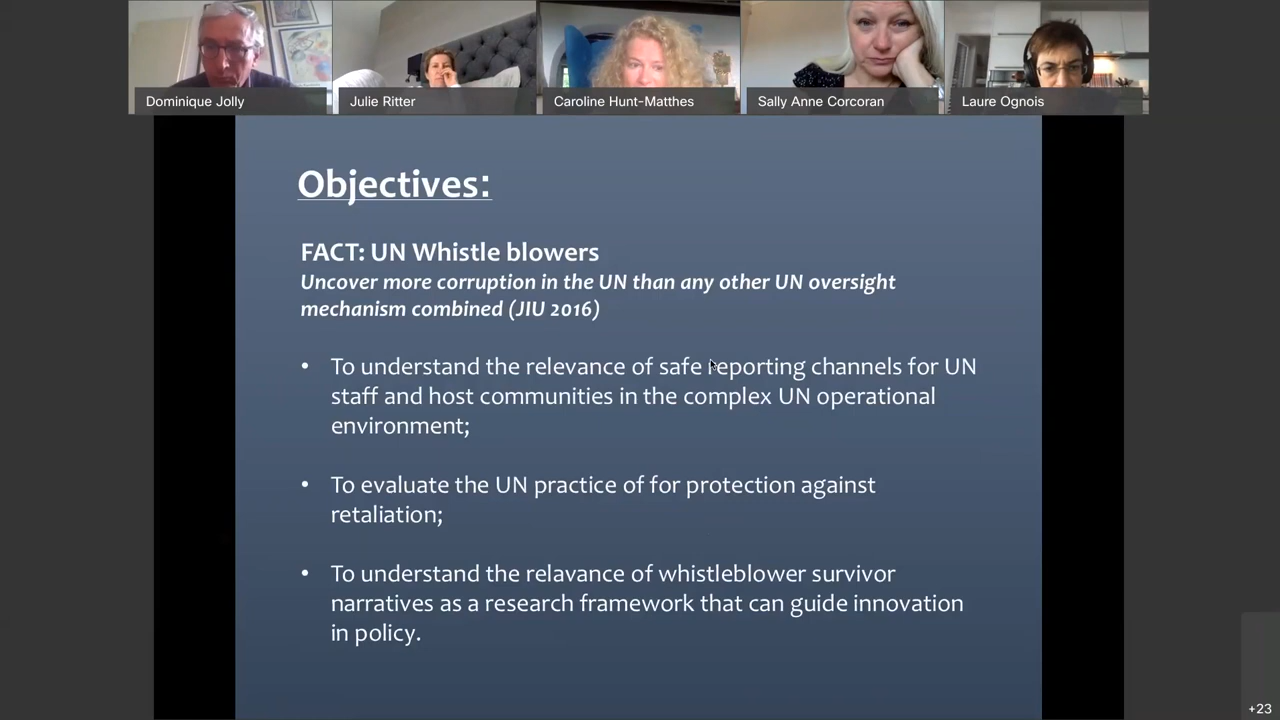 Dominique Jolly
Julie Ritter
Caroline Hunt-Matthes
Sally Anne Corcoran
Laure Ognois
Objectives:
FACT: UN Whistle blowers
Uncover more corruption in the UN than any other UN oversight
mechanism combined (JIU 2016)
• To understand the relevance of safe reporting channels for UN
staff and host communities in the complex UN operational
environment;
• To evaluate the UN practice of for protection against
retaliation;
• To understand the relavance of whistleblower survivor
narratives as a research framework that can guide innovation
in policy.
+23